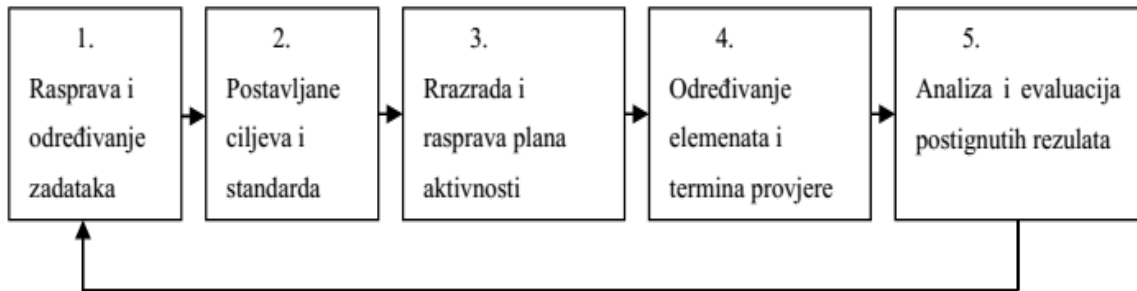 1.
Rasprava i
određivanje
zadataka
2.
Postavljane
ciljeva i
standarda
3.
Rrazrada i
rasprava plana
aktivnosti
4.
Određivanje
elemenata i
termina provjere
5.
Analiza i evaluacija
postignutih rezulata